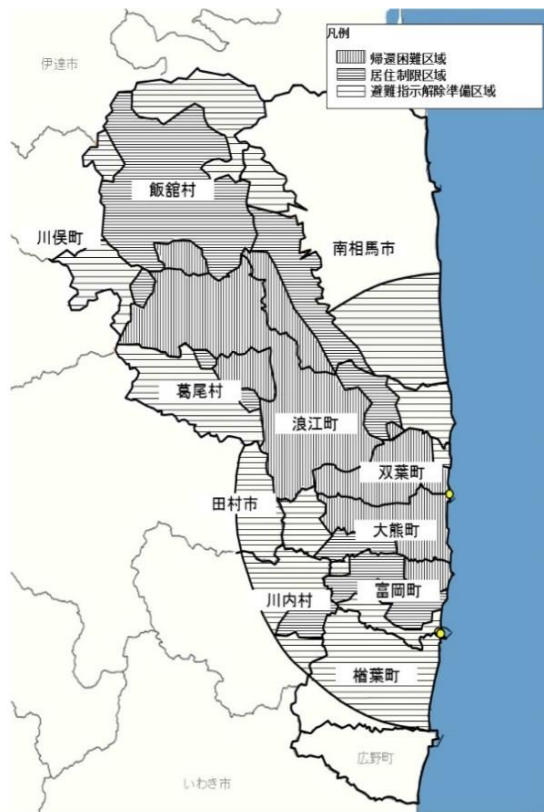 凡例
帰還困難区域
居住制限区域
避難指示解除準備区域
伊達市
飯舘村
川俣町
南相馬市
葛尾村
浪江町
双葉町
田村市
大熊町
富岡町
川内村
楢葉町
広野町
いわき市